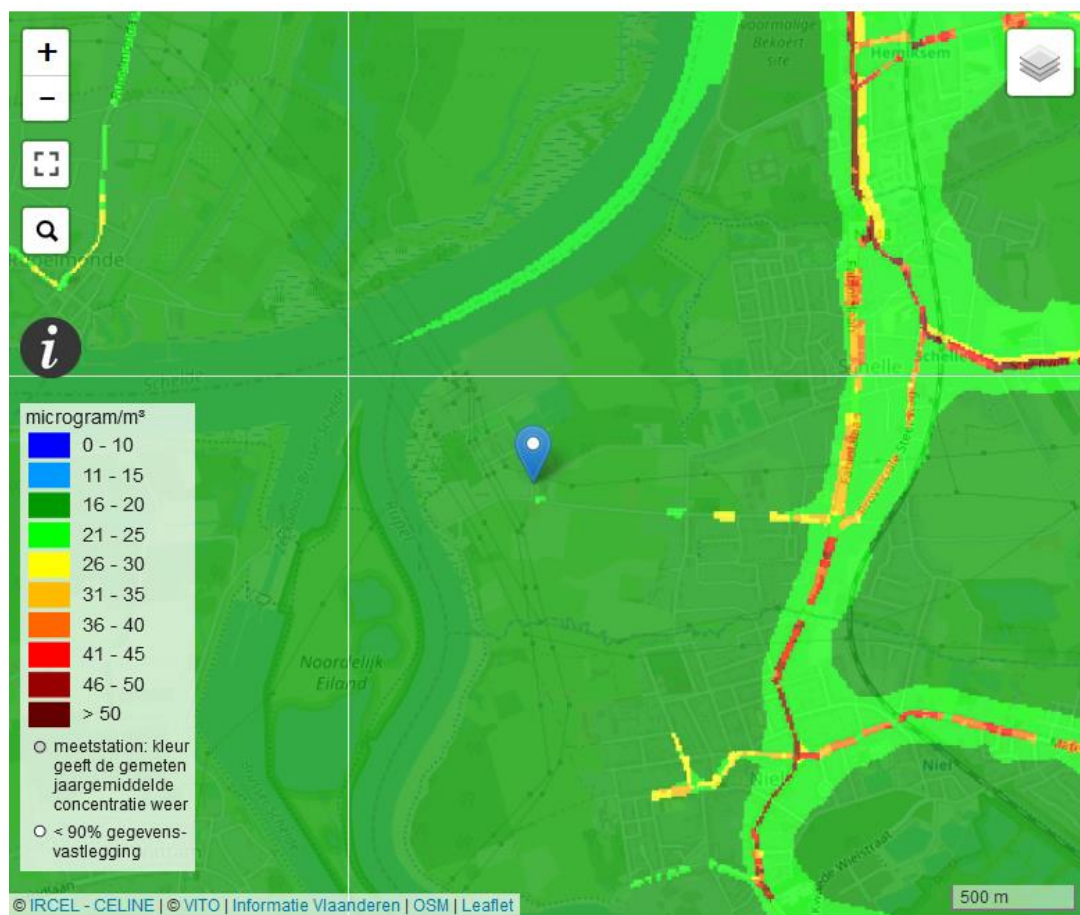 +
voormalige
Bekaert
site
Hemiksem
−
i
Schelle
Schelde
Rupel
microgram/m³
0 - 10
11 - 15
16 - 20
21 - 25
26 - 30
31 - 35
36 - 40
41 - 45
46 - 50
> 50
Noordelijk
Eiland
meetstation: kleur
geeft de gemeten
jaargemiddelde
concentratie weer
< 90% gegevens-
vastlegging
Niel
500 m
© IRCEL - CELINE | © VITO | Informatie Vlaanderen | OSM | Leaflet